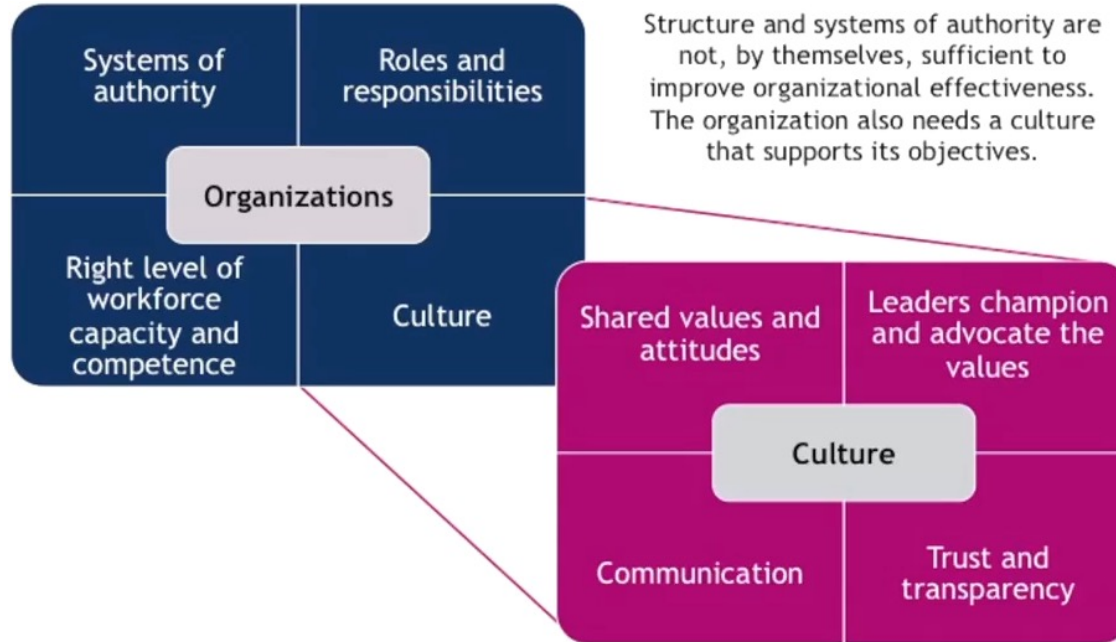 Systems of
authority
Roles and
responsibilities
Organizations
Right level of
workforce
capacity and
competence
Culture
Structure and systems of authority are
not, by themselves, sufficient to
improve organizational effectiveness.
The organization also needs a culture
that supports its objectives.
Shared values and
attitudes
Leaders champion
and advocate the
values
Culture
Communication
Trust and
transparency